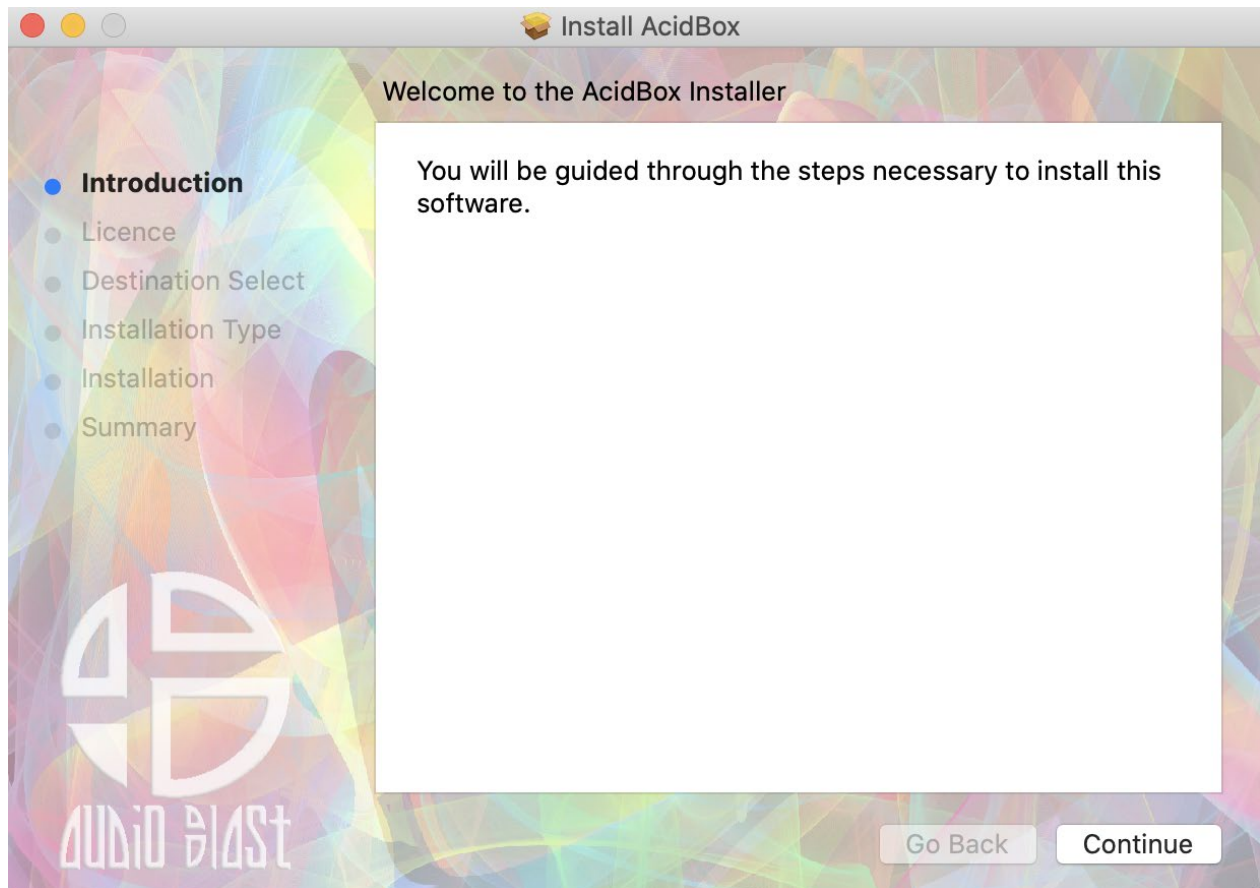 Install AcidBox
Welcome to the AcidBox Installer
Introduction
Licence
Destination Select
Installation Type
Installation
Summary
You will be guided through the steps necessary to install this
software.
AUDiO BLASt
Go Back
Continue